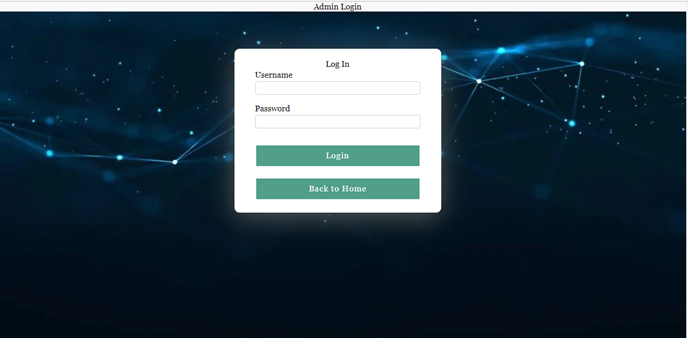 Admin Login
Log In
Username
Password
Login
Back to Home